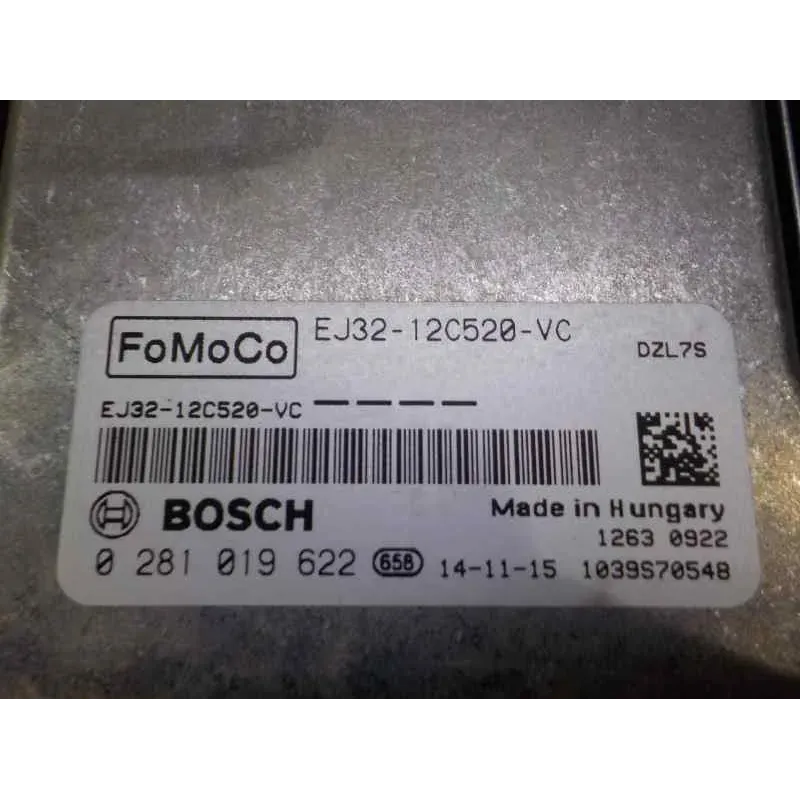 FoMoCo EJ32-12C520-VC
DZL7S
EJ32-12C520-VC — — — —
BOSCH Made in Hungary
1263 0922
0 281 019 622 65B 14-11-15 1039S70548